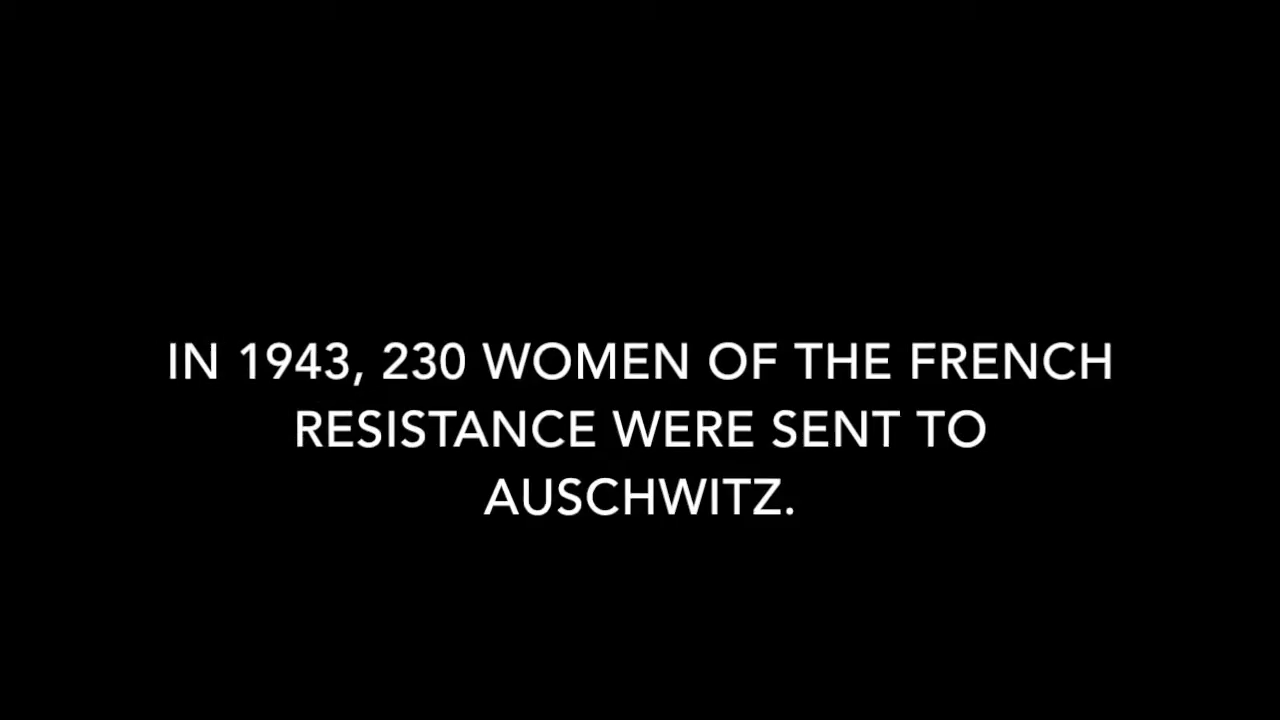 IN 1943, 230 WOMEN OF THE FRENCH
RESISTANCE WERE SENT TO
AUSCHWITZ.